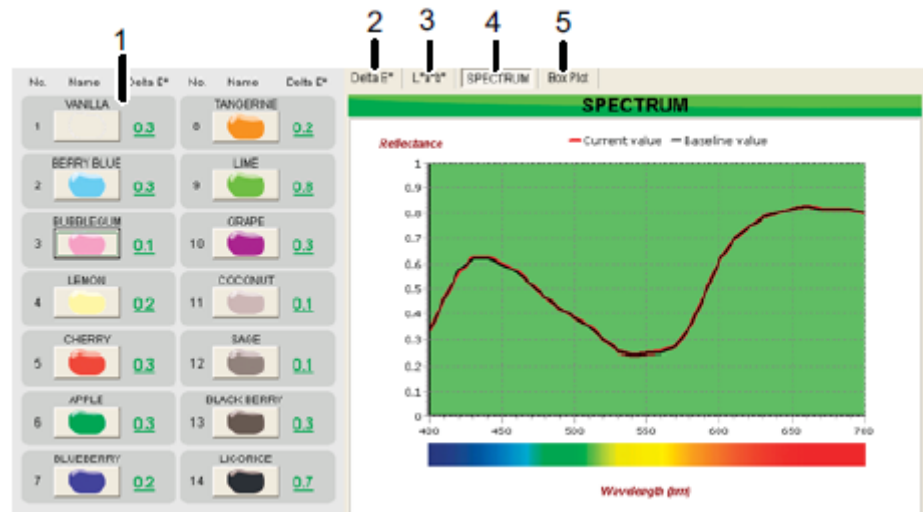 1
2 3 4 5
No. Name Delta E* No. Name Delta E*
Delta E* L*a*b* SPECTRUM Box Plot
VANILLA
1 0.3
TANGERINE
8 0.2
BERRY BLUE
2 0.3
LIME
9 0.8
BUBBLEGUM
3 0.1
GRAPE
10 0.3
LEMON
4 0.2
COCONUT
11 0.1
CHERRY
5 0.3
SAGE
12 0.1
APPLE
6 0.3
BLACK BERRY
13 0.3
BLUEBERRY
7 0.2
LICORICE
14 0.7
SPECTRUM
Reflectance
Current value Baseline value
1
0.9
0.8
0.7
0.6
0.5
0.4
0.3
0.2
0.1
0
400 450 500 550 600 650 700
Wavelength (nm)